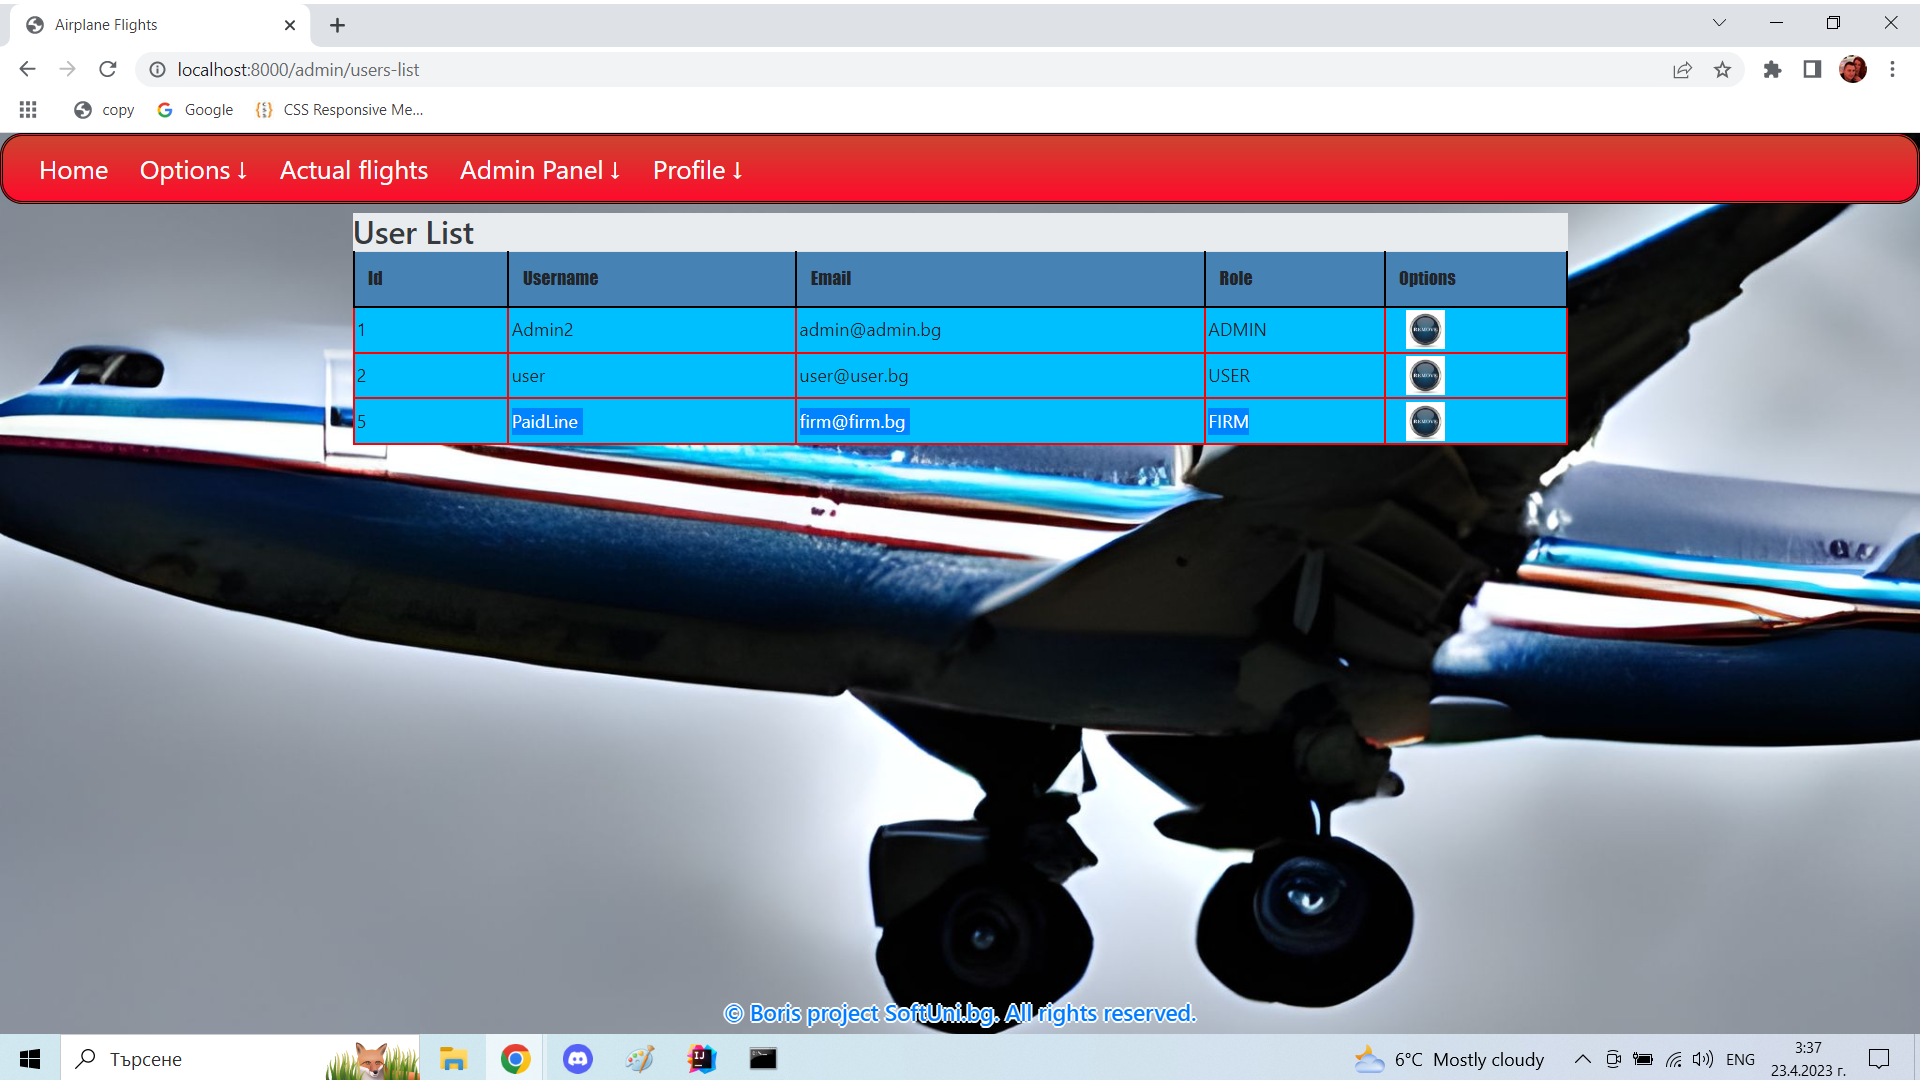 Airplane Flights
localhost:8000/admin/users-list
copy Google CSS Responsive Me...
Home Options ↓ Actual flights Admin Panel ↓ Profile ↓
User List
Id Username Email Role Options
1 Admin2 admin@admin.bg ADMIN REMOVE
2 user user@user.bg USER REMOVE
5 PaidLine firm@firm.bg FIRM REMOVE
© Boris project SoftUni.bg. All rights reserved.
Търсене
6°C Mostly cloudy
ENG
3:37
23.4.2023 г.